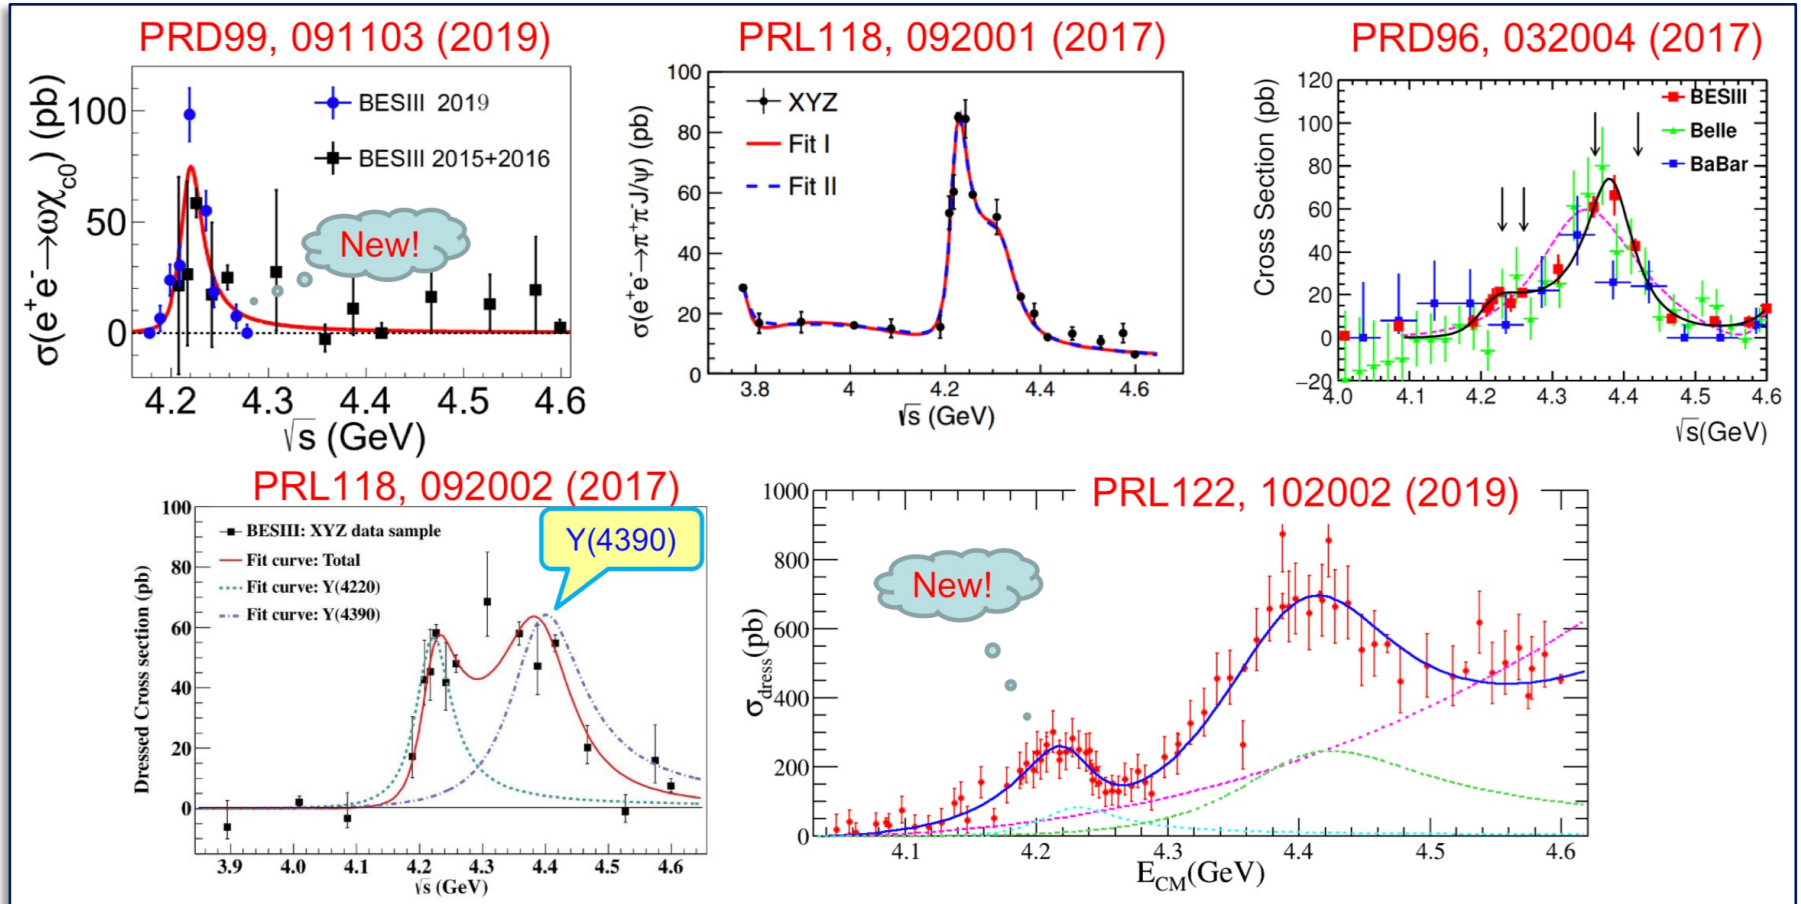 PRD99, 091103 (2019)
σ(e⁺e⁻→ωχc0) (pb)
100
50
0
BESIII 2019
BESIII 2015+2016
New!
4.2 4.3 4.4 4.5 4.6
√s (GeV)
PRL118, 092001 (2017)
σ(e⁺e⁻→π⁺π⁻J/ψ) (pb)
100
80
60
40
20
0
XYZ
Fit I
Fit II
3.8 4 4.2 4.4 4.6
√s (GeV)
PRD96, 032004 (2017)
Cross Section (pb)
120
100
80
60
40
20
0
−20
BESIII
Belle
BaBar
4.0 4.1 4.2 4.3 4.4 4.5 4.6
√s(GeV)
PRL118, 092002 (2017)
Dressed Cross section (pb)
100
80
60
40
20
0
BESIII: XYZ data sample
Fit curve: Total
Fit curve: Y(4220)
Fit curve: Y(4390)
Y(4390)
3.9 4.0 4.1 4.2 4.3 4.4 4.5 4.6
√s (GeV)
PRL122, 102002 (2019)
σdress(pb)
1000
800
600
400
200
0
New!
4.1 4.2 4.3 4.4 4.5 4.6
ECM(GeV)